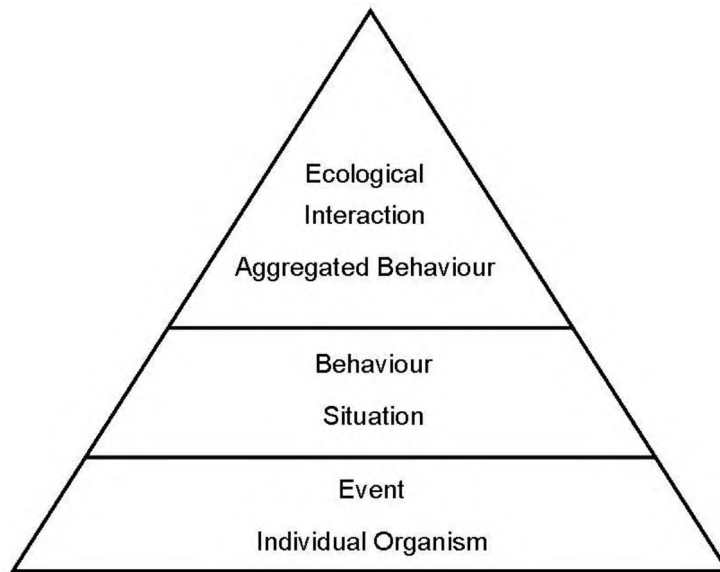 Ecological
Interaction
Aggregated Behaviour
Behaviour
Situation
Event
Individual Organism